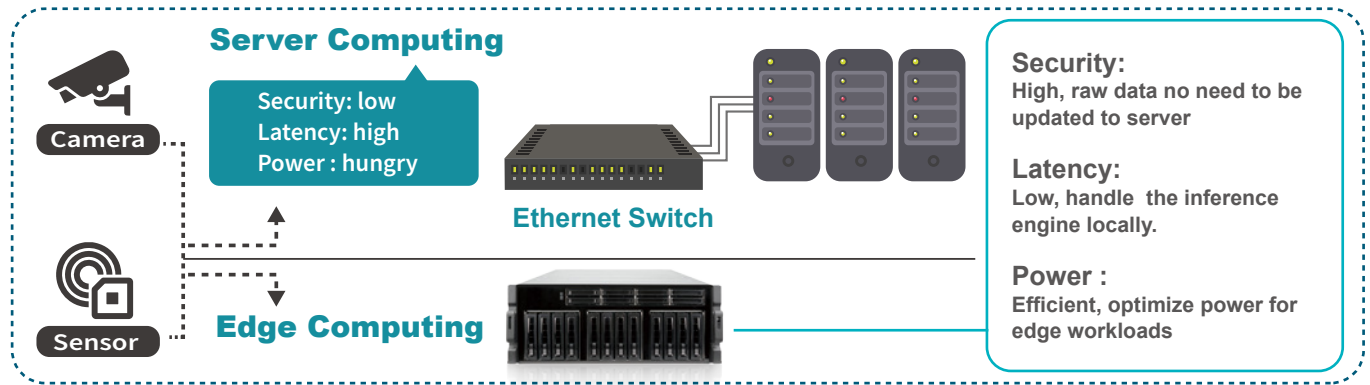 Camera
Sensor
Server Computing
Security: low
Latency: high
Power : hungry
Ethernet Switch
Edge Computing
Security:
High, raw data no need to be
updated to server
Latency:
Low, handle  the inference
engine locally.
Power :
Efficient, optimize power for
edge workloads